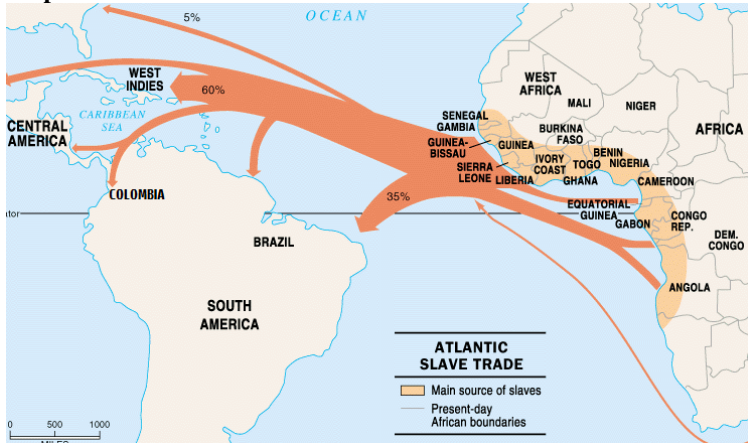 OCEAN
5%
WEST
INDIES
60%
CARIBBEAN
SEA
CENTRAL
AMERICA
COLOMBIA
35%
BRAZIL
SOUTH
AMERICA
WEST
AFRICA
MALI
NIGER
AFRICA
SENEGAL
GAMBIA
BURKINA
FASO
GUINEA-
BISSAU
GUINEA
BENIN
NIGERIA
IVORY
COAST
TOGO
SIERRA
LEONE
LIBERIA
GHANA
CAMEROON
EQUATORIAL
GUINEA
GABON
CONGO
REP.
DEM.
CONGO
ANGOLA
ATLANTIC
SLAVE TRADE
Main source of slaves
Present-day
African boundaries
0 500 1000